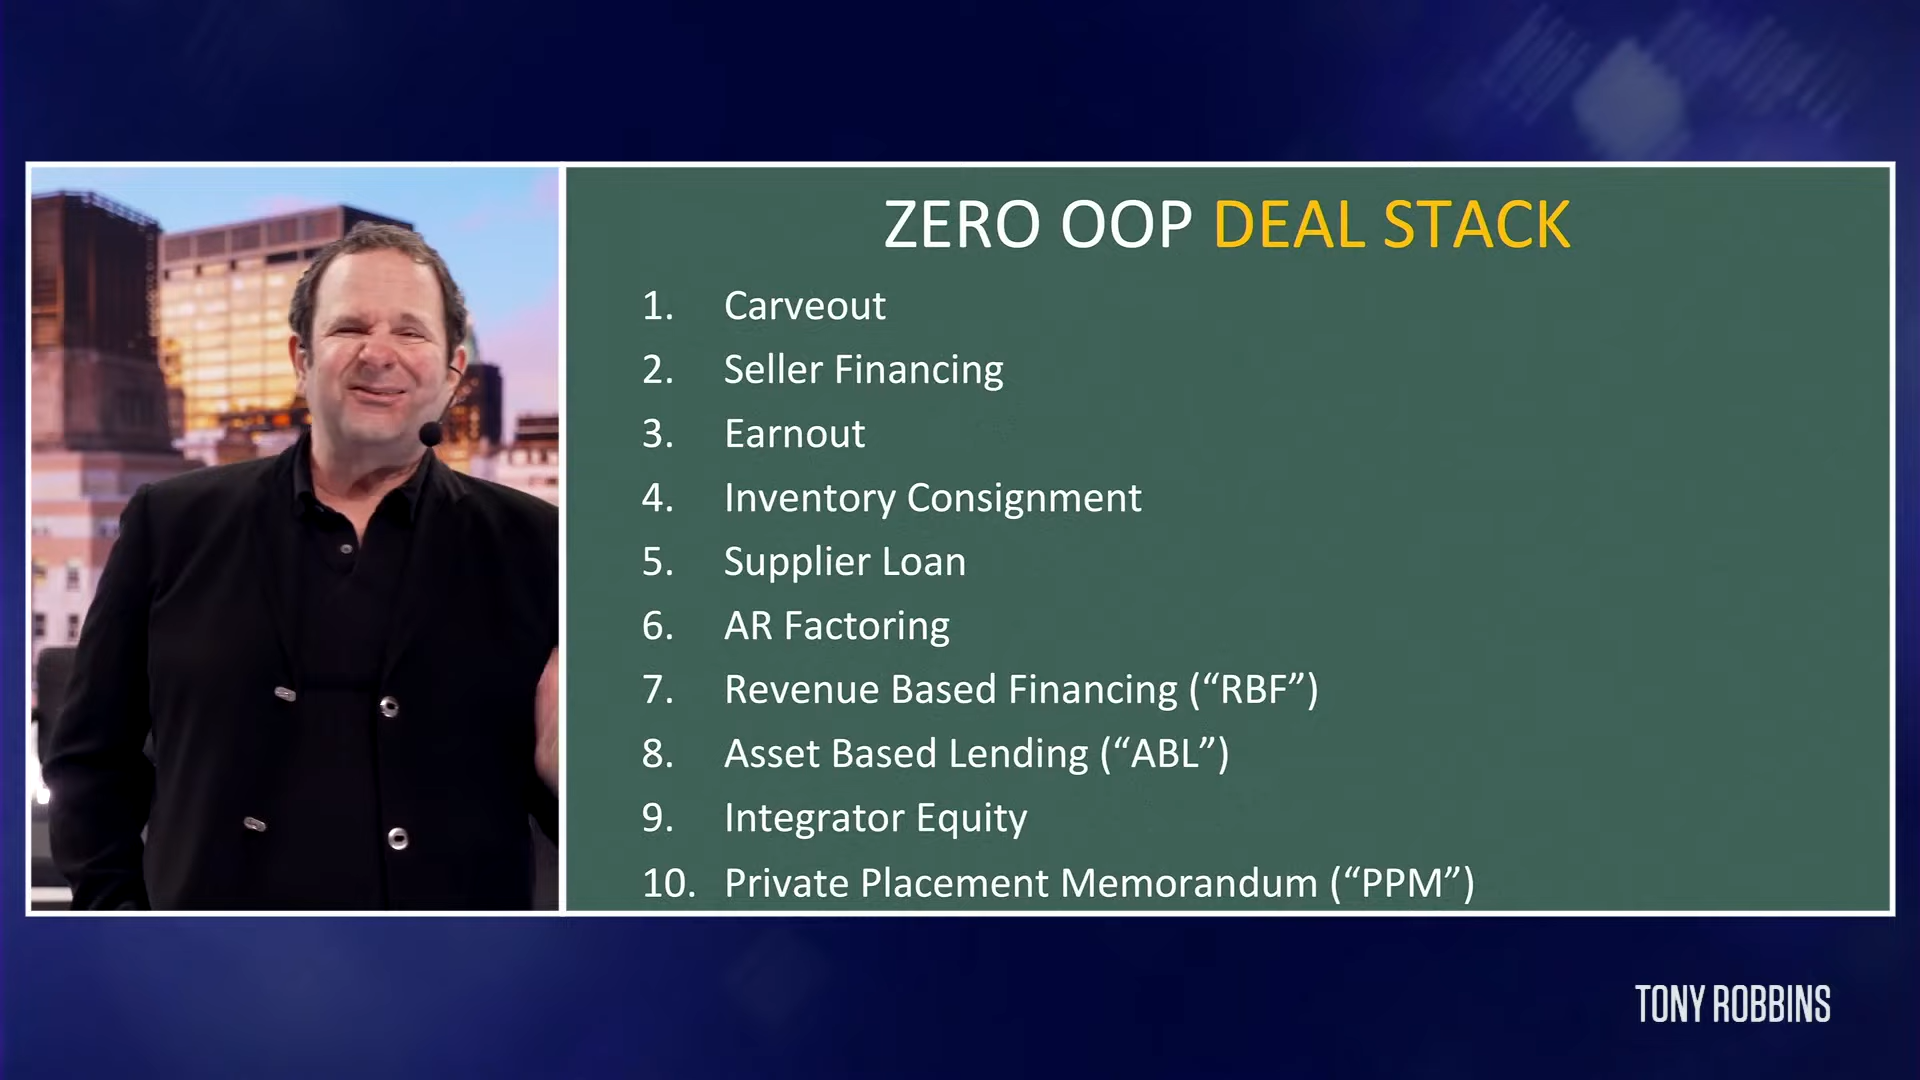 ZERO OOP DEAL STACK
1. Carveout
2. Seller Financing
3. Earnout
4. Inventory Consignment
5. Supplier Loan
6. AR Factoring
7. Revenue Based Financing (“RBF”)
8. Asset Based Lending (“ABL”)
9. Integrator Equity
10. Private Placement Memorandum (“PPM”)
TONY ROBBINS